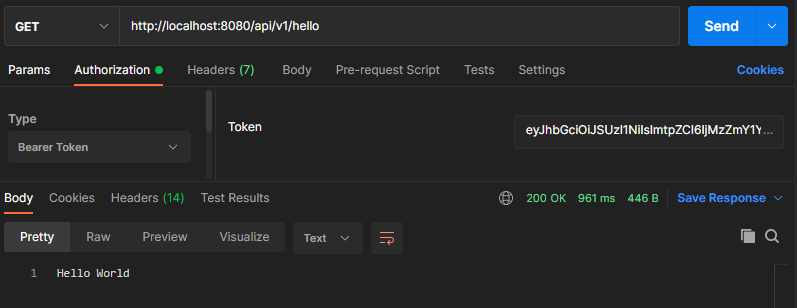 GET http://localhost:8080/api/v1/hello Send
Params Authorization Headers (7) Body Pre-request Script Tests Settings Cookies
Type
Bearer Token
Token eyJhbGciOiJSUzI1NiIsImtpZCI6IjMzZmY1Y...
Body Cookies Headers (14) Test Results 200 OK 961 ms 446 B Save Response
Pretty Raw Preview Visualize Text
1 Hello World